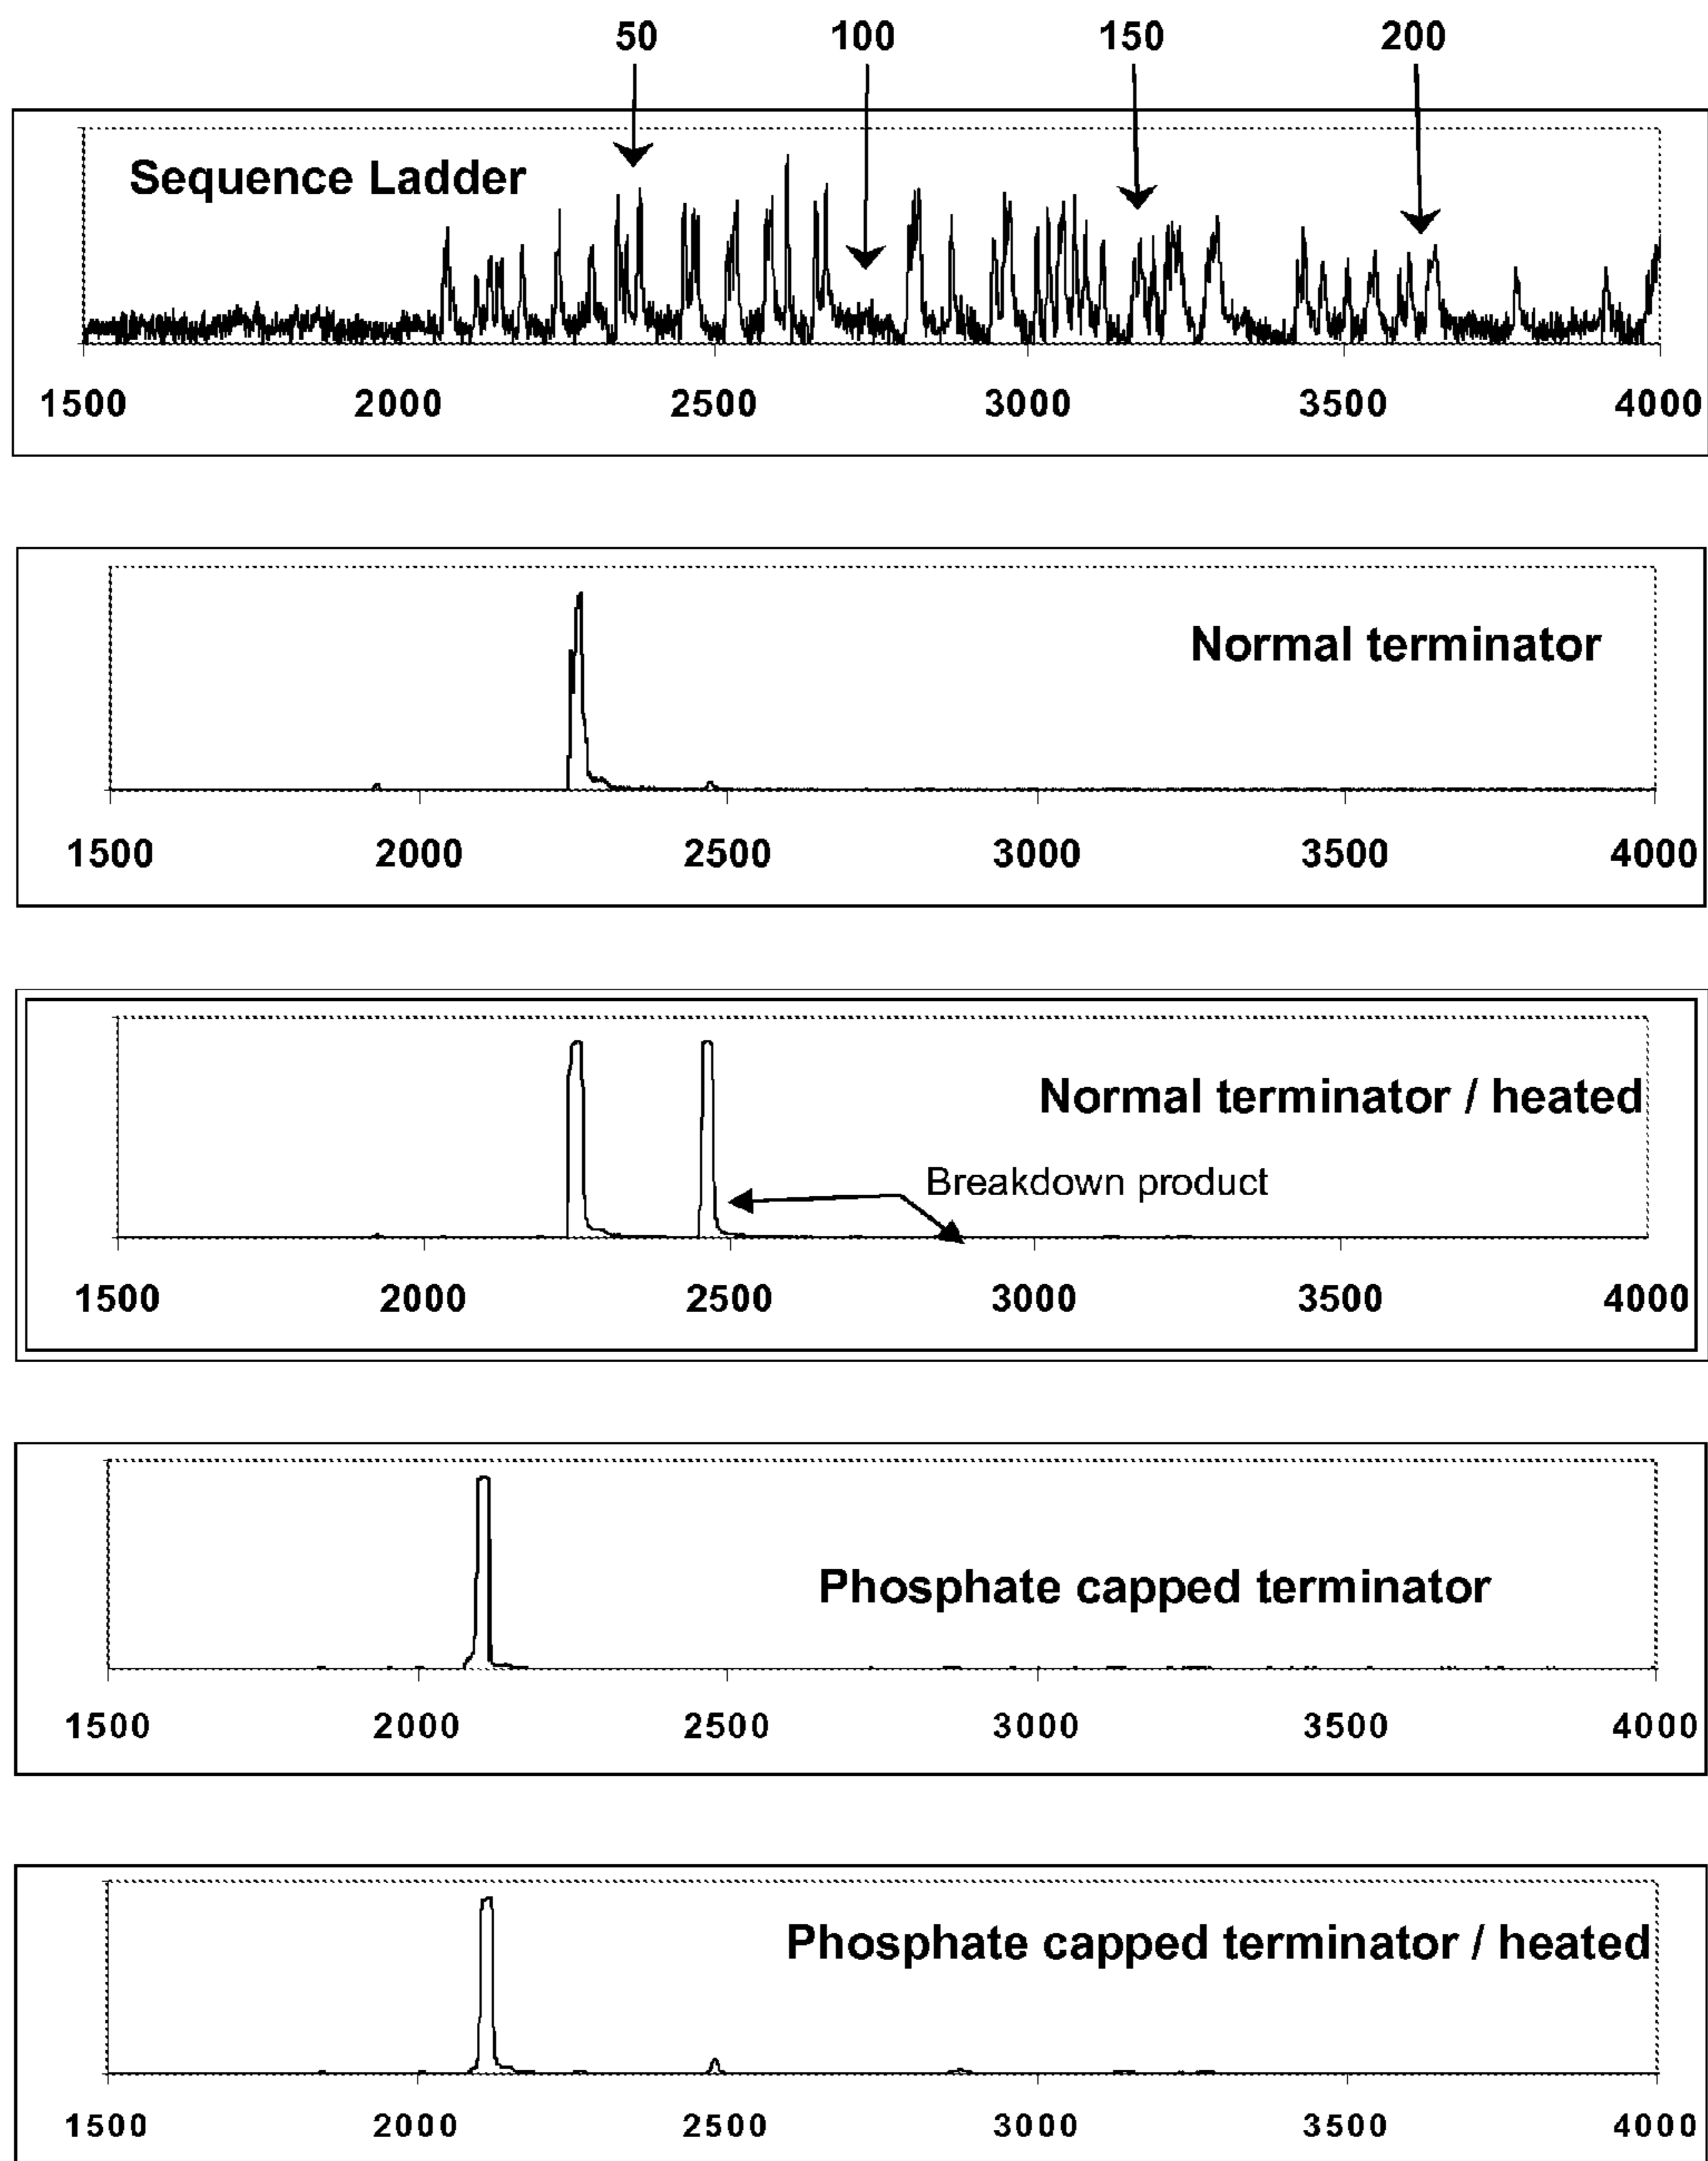 50 100 150 200
Sequence Ladder
1500 2000 2500 3000 3500 4000
Normal terminator
1500 2000 2500 3000 3500 4000
Normal terminator / heated
Breakdown product
1500 2000 2500 3000 3500 4000
Phosphate capped terminator
1500 2000 2500 3000 3500 4000
Phosphate capped terminator / heated
1500 2000 2500 3000 3500 4000